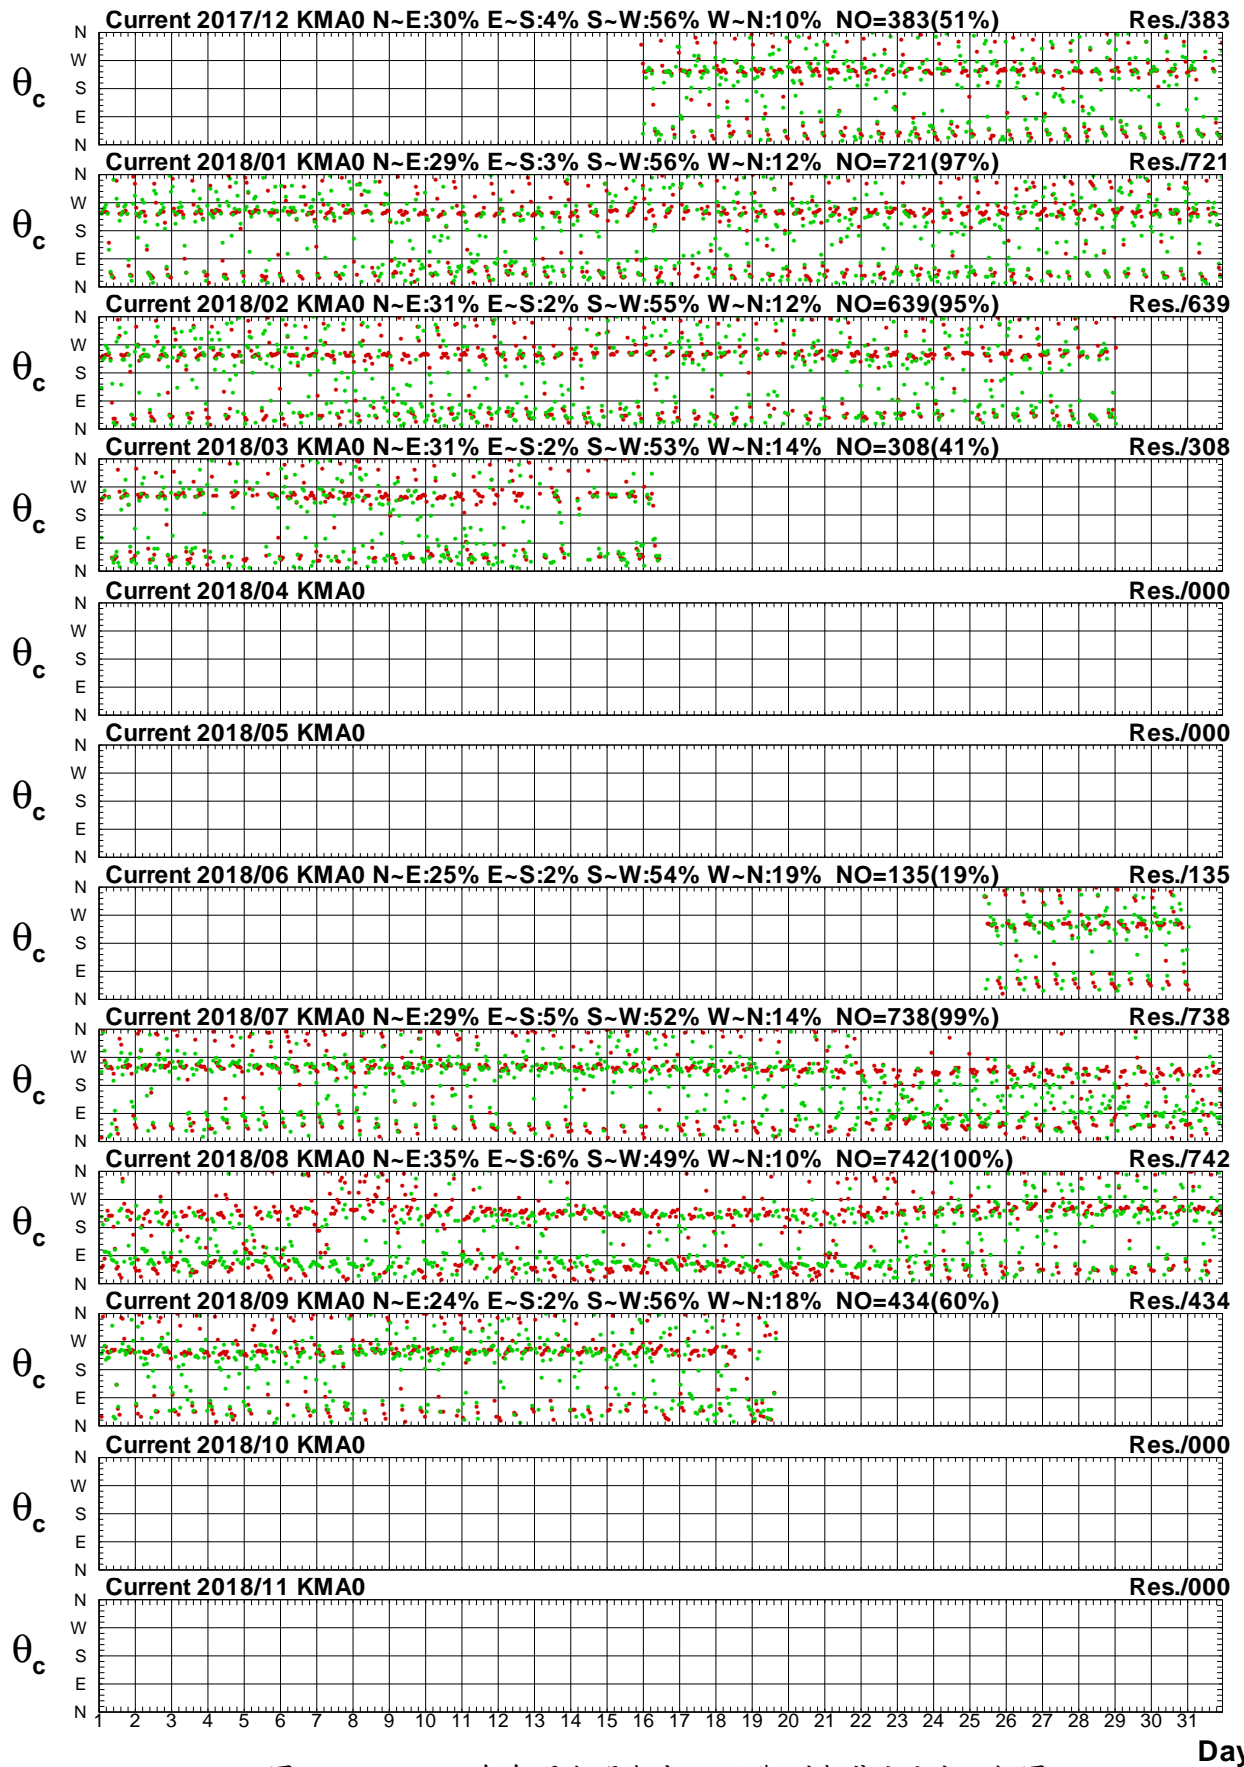 Current 2017/12 KMA0 N~E:30% E~S:4% S~W:56% W~N:10% NO=383(51%) Res./383
N
W
θc S
E
N
Current 2018/01 KMA0 N~E:29% E~S:3% S~W:56% W~N:12% NO=721(97%) Res./721
N
W
θc S
E
N
Current 2018/02 KMA0 N~E:31% E~S:2% S~W:55% W~N:12% NO=639(95%) Res./639
N
W
θc S
E
N
Current 2018/03 KMA0 N~E:31% E~S:2% S~W:53% W~N:14% NO=308(41%) Res./308
N
W
θc S
E
N
Current 2018/04 KMA0 Res./000
N
W
θc S
E
N
Current 2018/05 KMA0 Res./000
N
W
θc S
E
N
Current 2018/06 KMA0 N~E:25% E~S:2% S~W:54% W~N:19% NO=135(19%) Res./135
N
W
θc S
E
N
Current 2018/07 KMA0 N~E:29% E~S:5% S~W:52% W~N:14% NO=738(99%) Res./738
N
W
θc S
E
N
Current 2018/08 KMA0 N~E:35% E~S:6% S~W:49% W~N:10% NO=742(100%) Res./742
N
W
θc S
E
N
Current 2018/09 KMA0 N~E:24% E~S:2% S~W:56% W~N:18% NO=434(60%) Res./434
N
W
θc S
E
N
Current 2018/10 KMA0 Res./000
N
W
θc S
E
N
Current 2018/11 KMA0 Res./000
N
W
θc S
E
N
1 2 3 4 5 6 7 8 9 10 11 12 13 14 15 16 17 18 19 20 21 22 23 24 25 26 27 28 29 30 31
Day